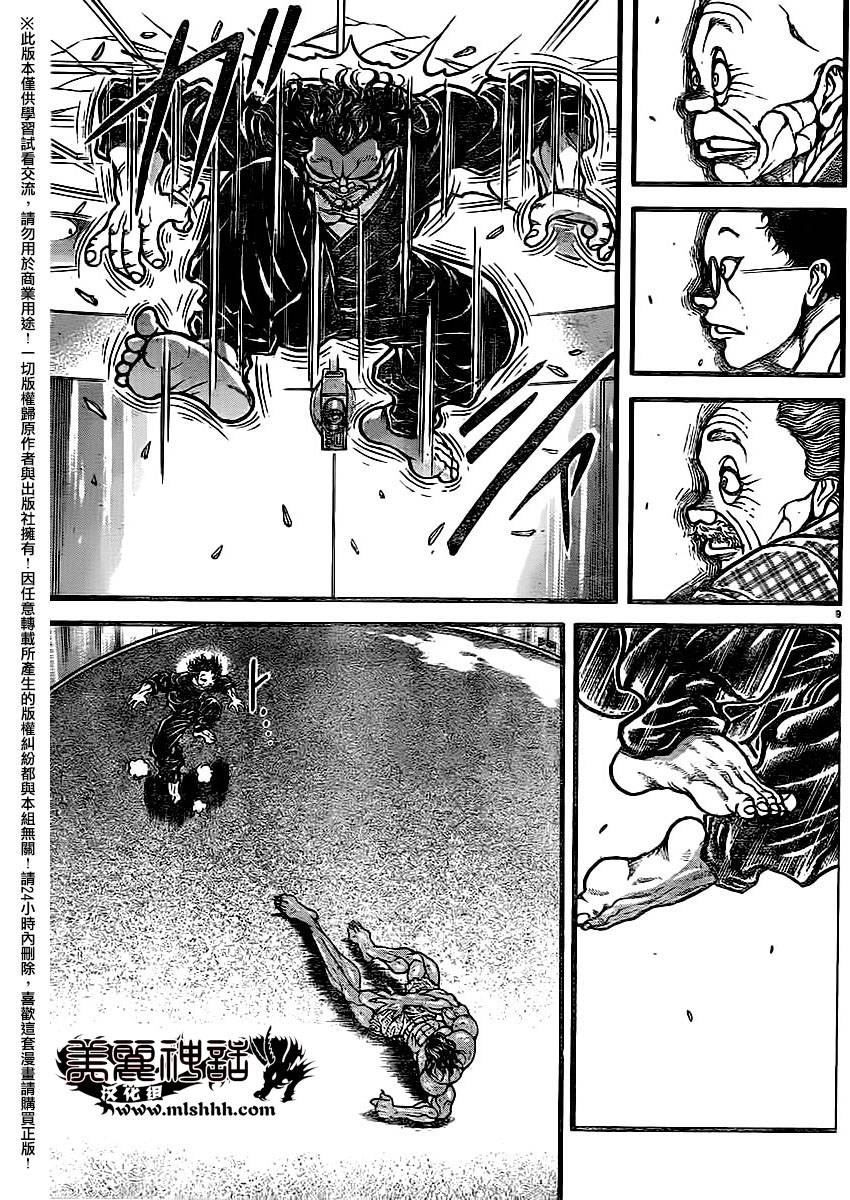 ※此版本僅供學習試看交流，請勿用於商業用途！一切版權歸原作者與出版社擁有！因任意轉載所產生的版權糾紛都與本組無關！請24小時內刪除，喜歡這套漫畫請購買正版！
バ
9
ト…。
美麗神話
漢化組
www.mlshhh.com